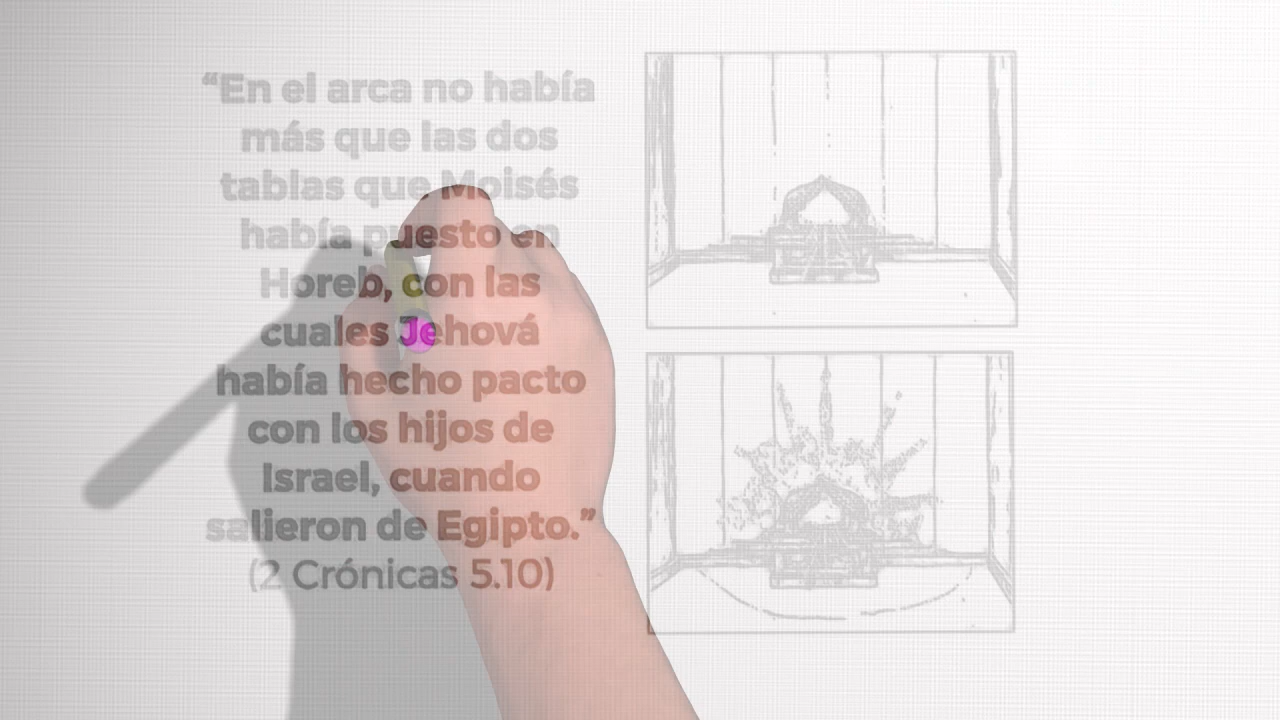 “En el arca no había
más que las dos
tablas que Moisés
había puesto en
Horeb, con las
cuales Jehová
había hecho pacto
con los hijos de
Israel, cuando
salieron de Egipto.”
(2 Crónicas 5.10)